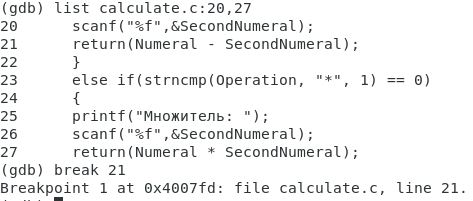 (gdb) list calculate.c:20,27
20 scanf("%f",&SecondNumeral);
21 return(Numeral - SecondNumeral);
22 }
23 else if(strncmp(Operation, "*", 1) == 0)
24 {
25 printf("Множитель: ");
26 scanf("%f",&SecondNumeral);
27 return(Numeral * SecondNumeral);
(gdb) break 21
Breakpoint 1 at 0x4007fd: file calculate.c, line 21.